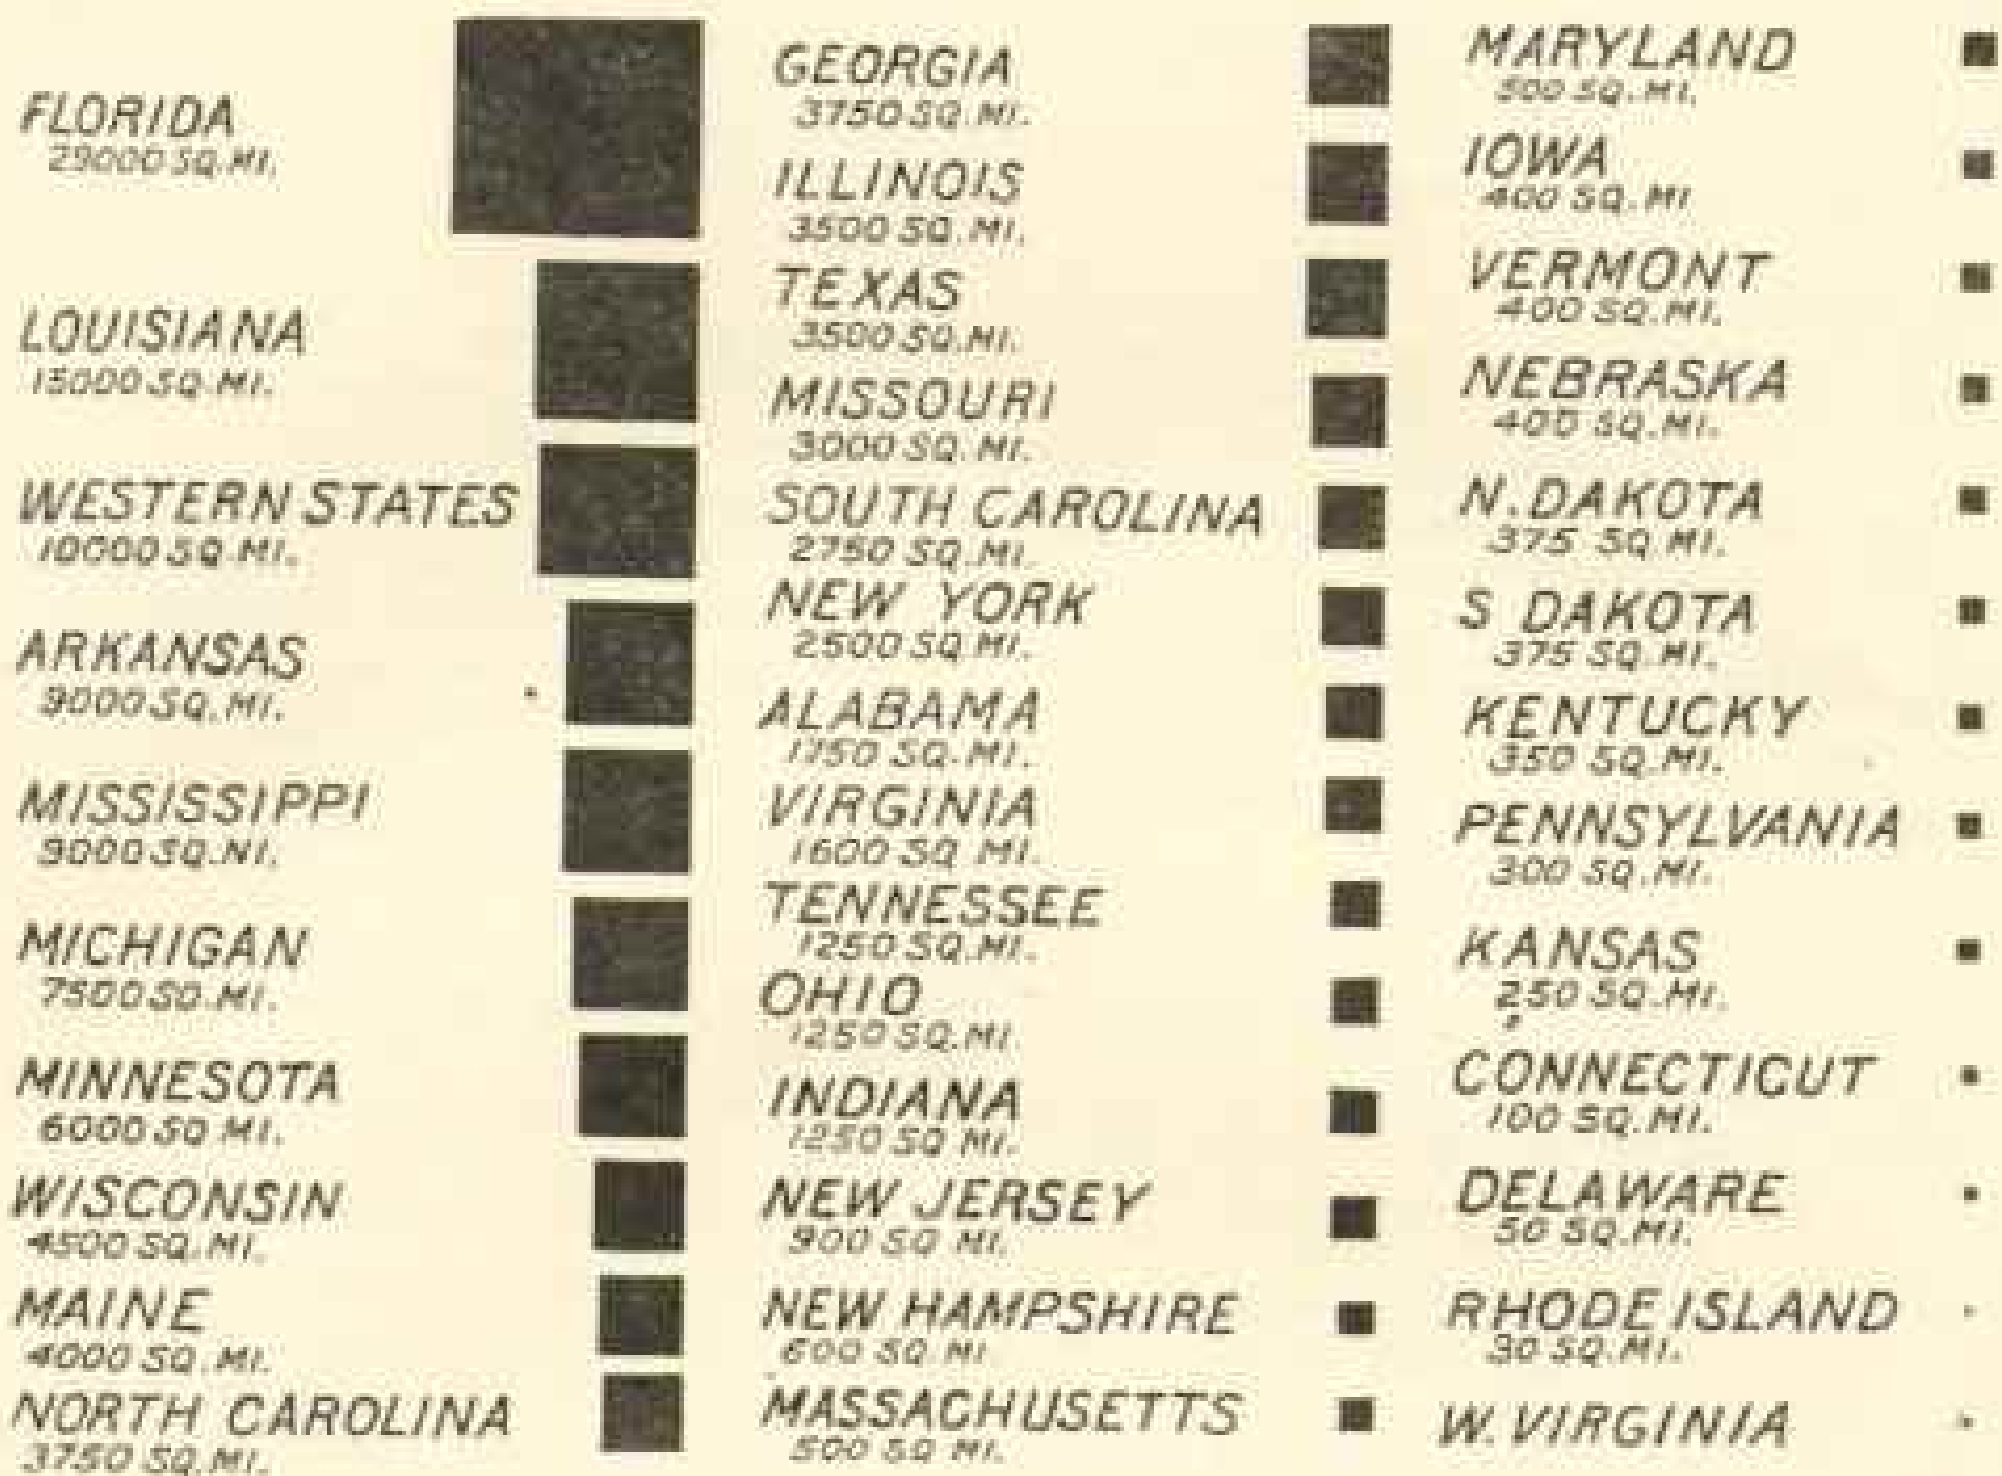 FLORIDA
29000 SQ.MI.
LOUISIANA
15000 SQ.MI.
WESTERN STATES
10000 SQ.MI.
ARKANSAS
9000 SQ.MI.
MISSISSIPPI
9000 SQ.MI.
MICHIGAN
7500 SQ.MI.
MINNESOTA
6000 SQ MI.
WISCONSIN
4500 SQ.MI.
MAINE
4000 SQ.MI.
NORTH CAROLINA
3750 SQ.MI.
GEORGIA
3750 SQ.MI.
ILLINOIS
3500 SQ.MI.
TEXAS
3500 SQ.MI.
MISSOURI
3000 SQ.MI.
SOUTH CAROLINA
2750 SQ.MI.
NEW YORK
2500 SQ.MI.
ALABAMA
1750 SQ.MI.
VIRGINIA
1600 SQ MI.
TENNESSEE
1250 SQ.MI.
OHIO
1250 SQ.MI.
INDIANA
1250 SQ MI.
NEW JERSEY
900 SQ MI.
NEW HAMPSHIRE
600 SQ MI
MASSACHUSETTS
500 SQ MI.
MARYLAND
500 SQ.MI.
IOWA
400 SQ.MI
VERMONT
400 SQ.MI.
NEBRASKA
400 SQ.MI.
N.DAKOTA
375 SQ.MI.
S DAKOTA
375 SQ.MI.
KENTUCKY
350 SQ.MI.
PENNSYLVANIA
300 SQ.MI.
KANSAS
250 SQ.MI.
CONNECTICUT
100 SQ.MI.
DELAWARE
50 SQ.MI.
RHODE ISLAND
30 SQ.MI.
W.VIRGINIA